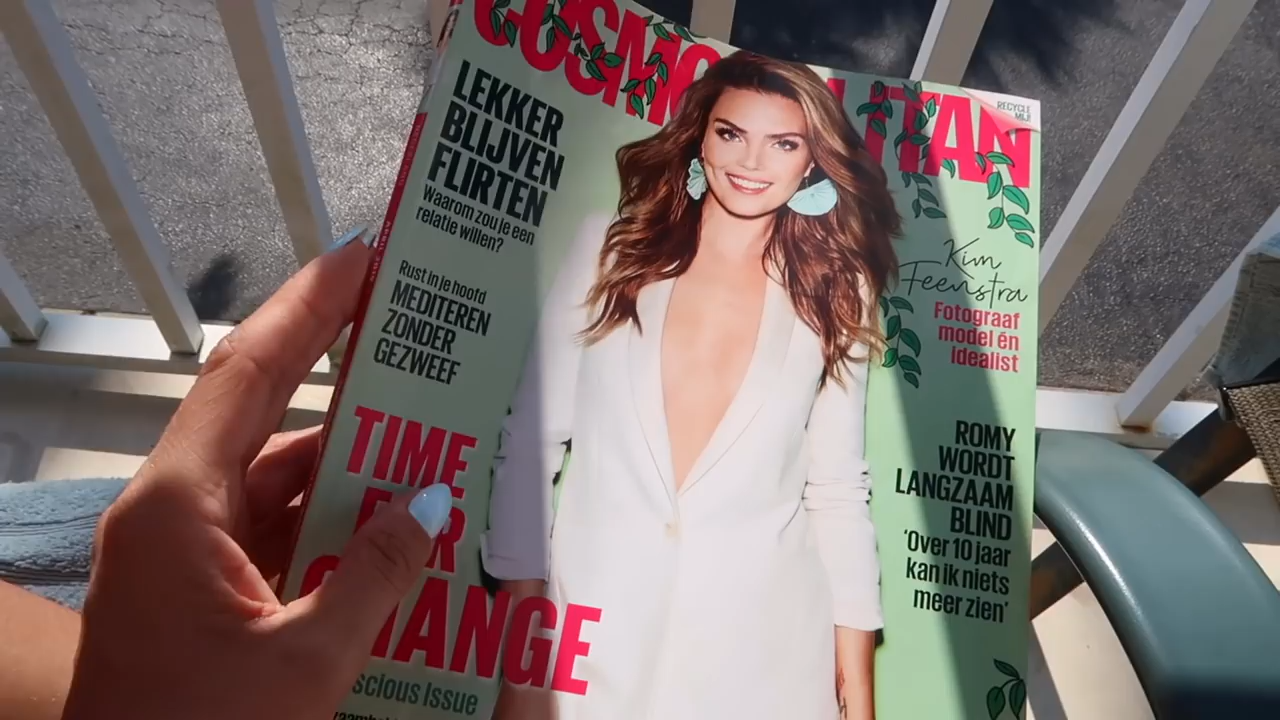 COSMOPOLITAN
RECYCLE
MIJ!
LEKKER
BLIJVEN
FLIRTEN
Waarom zou je een
relatie willen?
Rust in je hoofd
MEDITEREN
ZONDER
GEZWEEF
TIME
FOR
CHANGE
scious Issue
Kim
Feenstra
Fotograaf
model én
idealist
ROMY
WORDT
LANGZAAM
BLIND
‘Over 10 jaar
kan ik niets
meer zien’